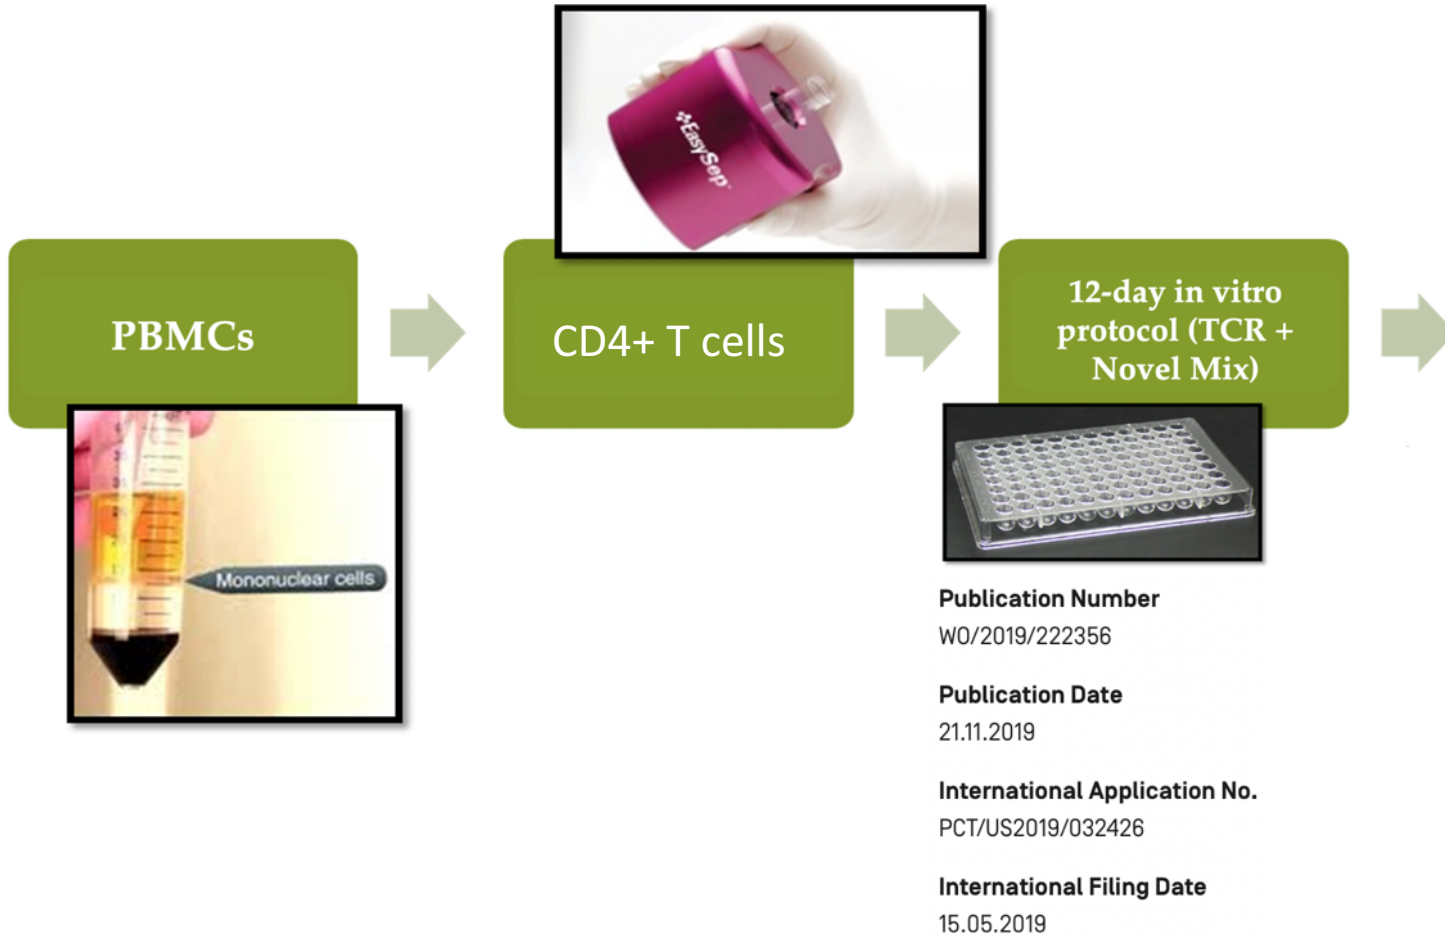 EasySep
PBMCs
CD4+ T cells
12-day in vitro
protocol (TCR +
Novel Mix)
Mononuclear cells
Publication Number
WO/2019/222356
Publication Date
21.11.2019
International Application No.
PCT/US2019/032426
International Filing Date
15.05.2019